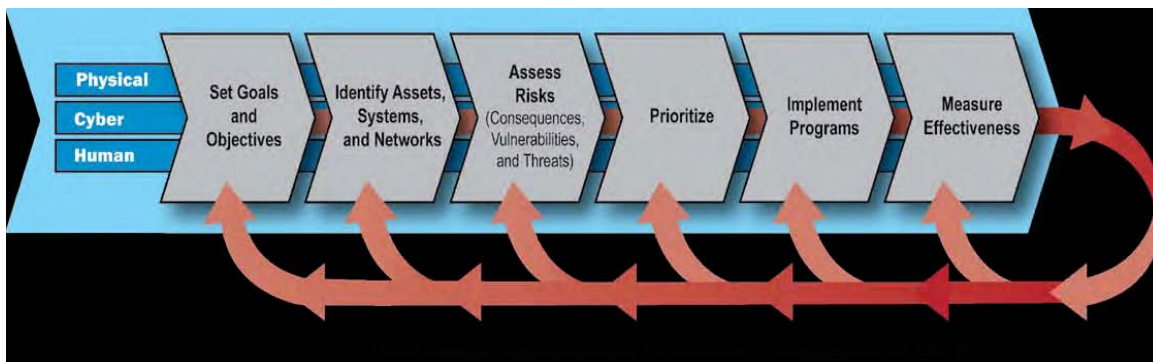 Physical
Cyber
Human
Set Goals
and
Objectives
Identify Assets,
Systems,
and Networks
Assess
Risks
(Consequences,
Vulnerabilities,
and Threats)
Prioritize
Implement
Programs
Measure
Effectiveness